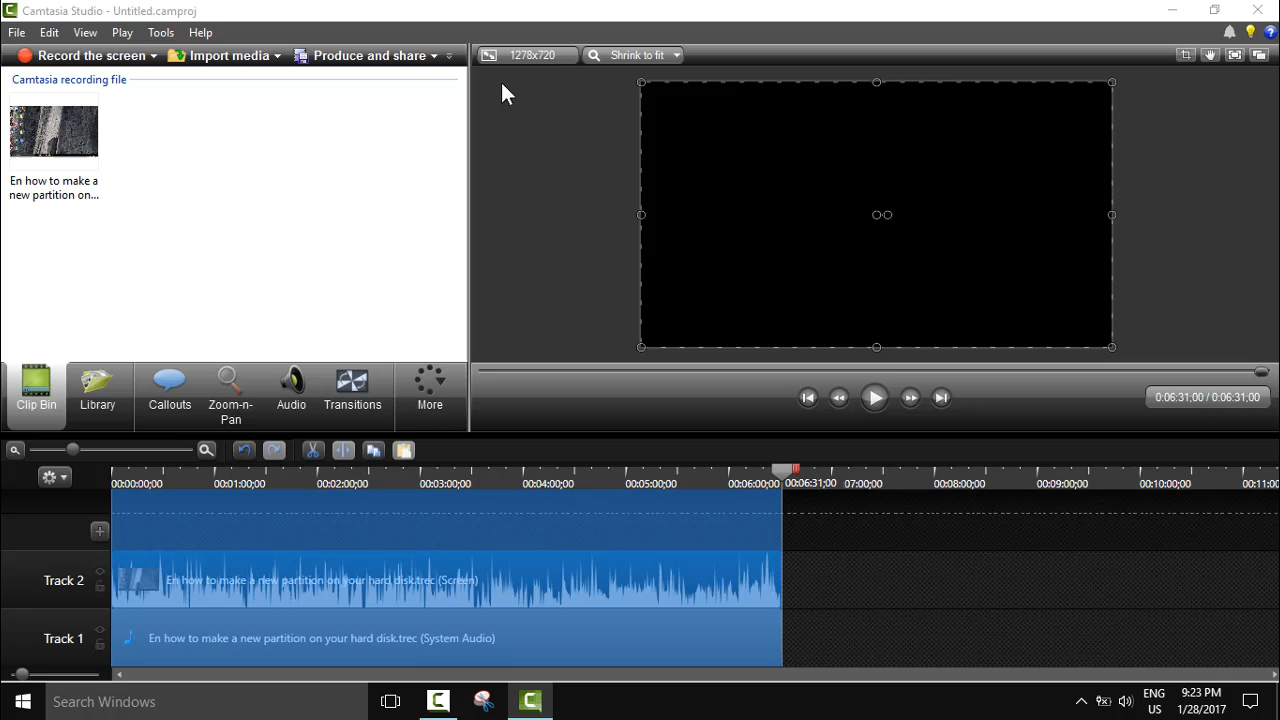 Camtasia Studio - Untitled.camproj
File Edit View Play Tools Help
Record the screen Import media Produce and share 1278x720 Shrink to fit
Camtasia recording file
En how to make a
new partition on...
Clip Bin Library Callouts Zoom-n-
Pan Audio Transitions More
0:06:31;00 / 0:06:31;00
00:00:00;00 00:01:00;00 00:02:00;00 00:03:00;00 00:04:00;00 00:05:00;00 00:06:00;00 00:06:31;00 07:00;00 00:08:00;00 00:09:00;00 00:10:00;00 00:11:0
Track 2 En how to make a new partition on your hard disk.trec (Screen)
Track 1 En how to make a new partition on your hard disk.trec (System Audio)
Search Windows
ENG
US
9:23 PM
1/28/2017